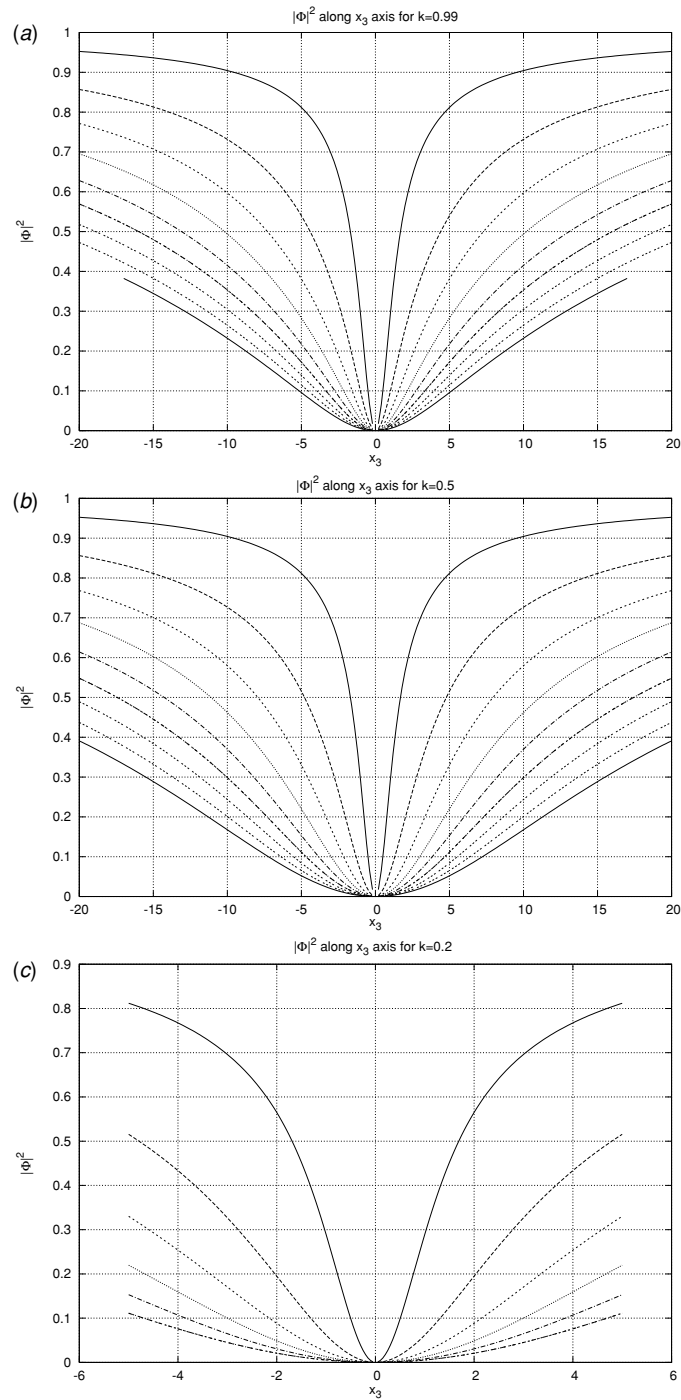 (a)
|Φ|² along x₃ axis for k=0.99
1
0.9
0.8
0.7
0.6
0.5
0.4
0.3
0.2
0.1
0
|Φ|²
-20 -15 -10 -5 0 5 10 15 20
x₃
(b)
|Φ|² along x₃ axis for k=0.5
1
0.9
0.8
0.7
0.6
0.5
0.4
0.3
0.2
0.1
0
|Φ|²
-20 -15 -10 -5 0 5 10 15 20
x₃
(c)
|Φ|² along x₃ axis for k=0.2
0.9
0.8
0.7
0.6
0.5
0.4
0.3
0.2
0.1
0
|Φ|²
-6 -4 -2 0 2 4 6
x₃